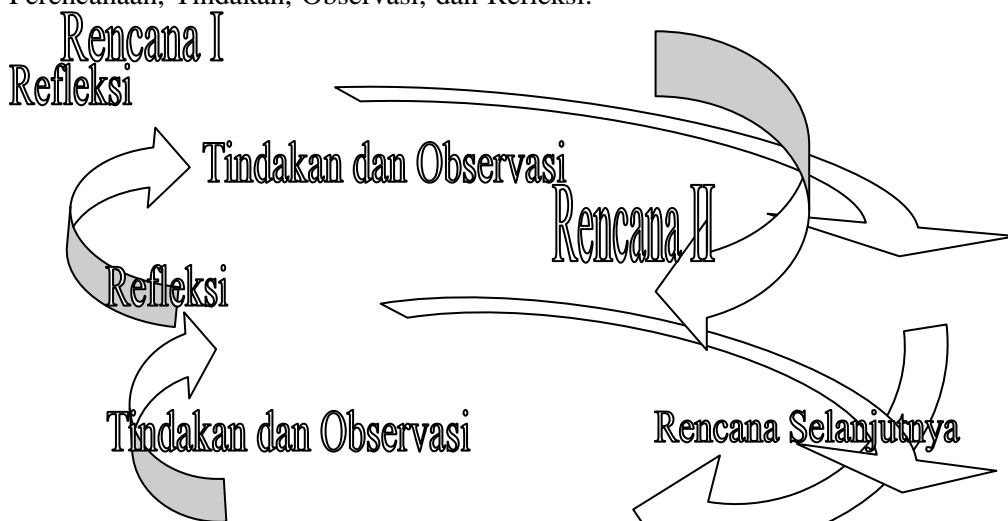 Perencanaan, Tindakan, Observasi, dan Refleksi.
Rencana I
Refleksi
Tindakan dan Observasi
Rencana II
Refleksi
Tindakan dan Observasi
Rencana Selanjutnya